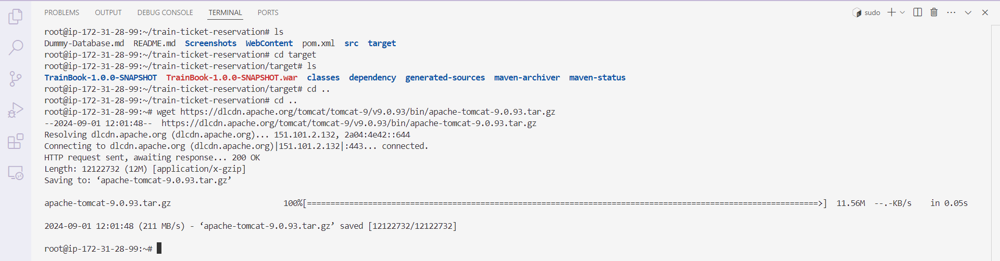 PROBLEMS OUTPUT DEBUG CONSOLE TERMINAL PORTS sudo
root@ip-172-31-28-99:~/train-ticket-reservation# ls
Dummy-Database.md  README.md  Screenshots  WebContent  pom.xml  src  target
root@ip-172-31-28-99:~/train-ticket-reservation# cd target
root@ip-172-31-28-99:~/train-ticket-reservation/target# ls
TrainBook-1.0.0-SNAPSHOT  TrainBook-1.0.0-SNAPSHOT.war  classes  dependency  generated-sources  maven-archiver  maven-status
root@ip-172-31-28-99:~/train-ticket-reservation/target# cd ..
root@ip-172-31-28-99:~/train-ticket-reservation# cd ..
root@ip-172-31-28-99:~# wget https://dlcdn.apache.org/tomcat/tomcat-9/v9.0.93/bin/apache-tomcat-9.0.93.tar.gz
--2024-09-01 12:01:48--  https://dlcdn.apache.org/tomcat/tomcat-9/v9.0.93/bin/apache-tomcat-9.0.93.tar.gz
Resolving dlcdn.apache.org (dlcdn.apache.org)... 151.101.2.132, 2a04:4e42::644
Connecting to dlcdn.apache.org (dlcdn.apache.org)|151.101.2.132|:443... connected.
HTTP request sent, awaiting response... 200 OK
Length: 12122732 (12M) [application/x-gzip]
Saving to: ‘apache-tomcat-9.0.93.tar.gz’
apache-tomcat-9.0.93.tar.gz 100%[=============================================================================================================>] 11.56M  --.-KB/s    in 0.05s
2024-09-01 12:01:48 (211 MB/s) - ‘apache-tomcat-9.0.93.tar.gz’ saved [12122732/12122732]
root@ip-172-31-28-99:~#